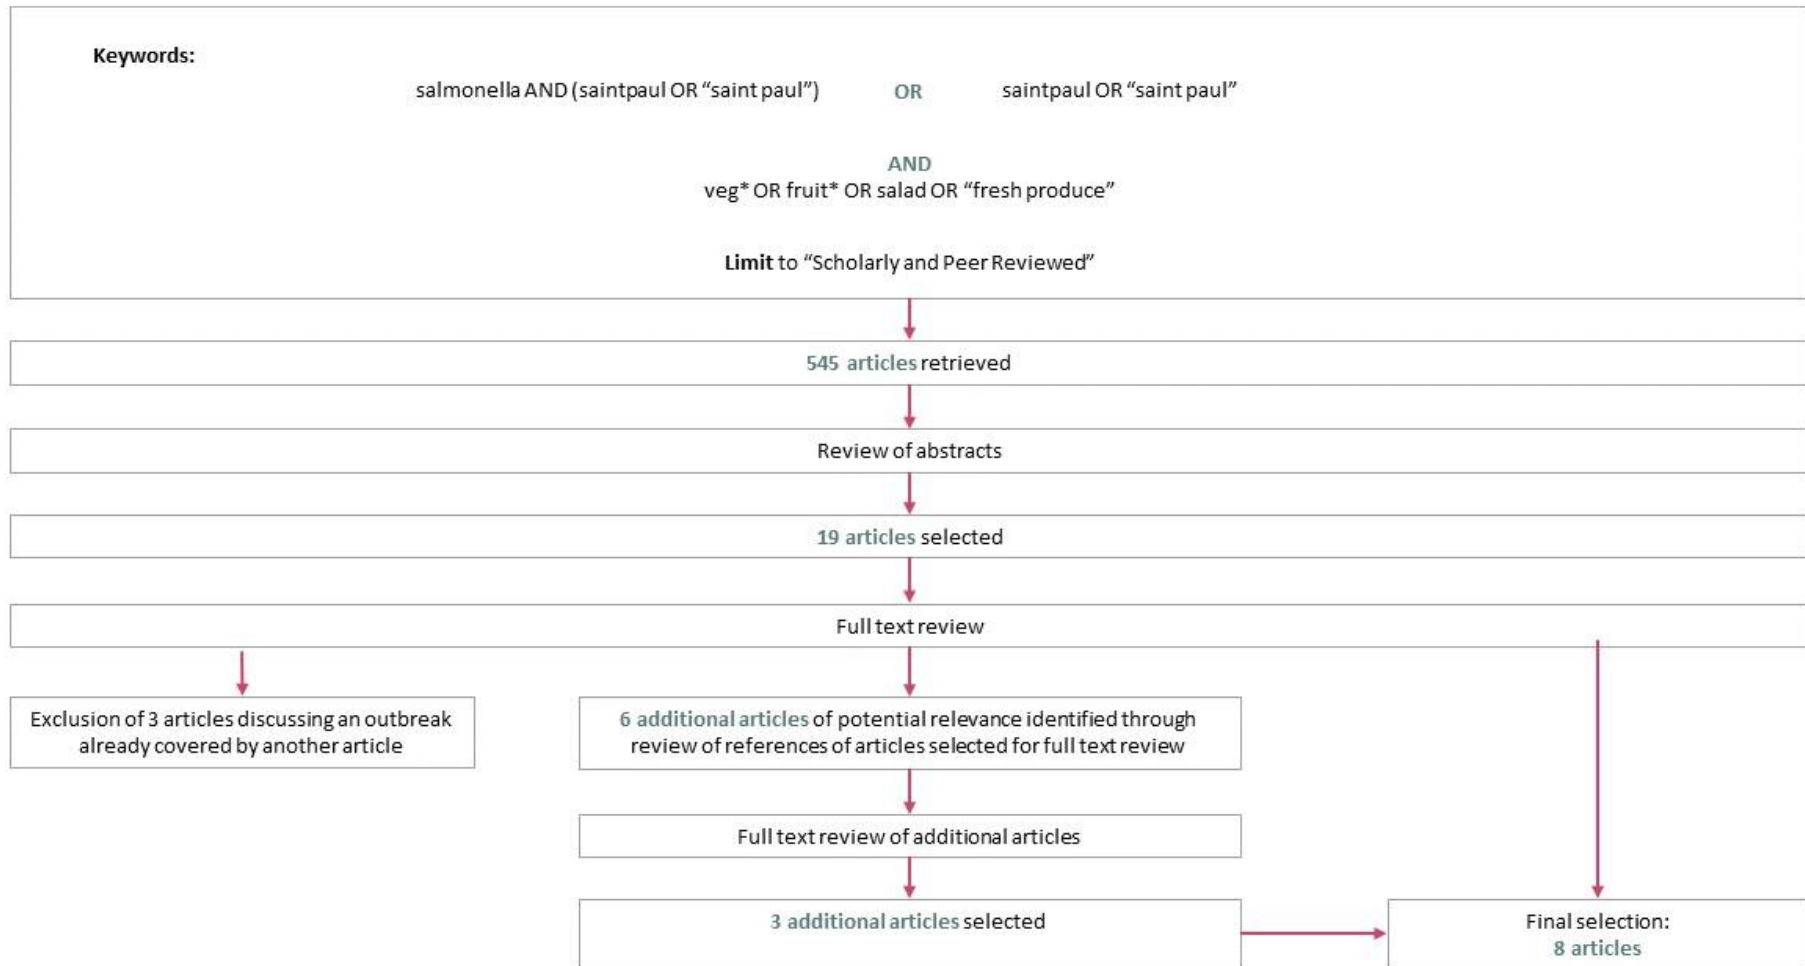 Keywords:
salmonella AND (saintpaul OR “saint paul”) OR saintpaul OR “saint paul”
AND
veg* OR fruit* OR salad OR “fresh produce”
Limit to “Scholarly and Peer Reviewed”
545 articles retrieved
Review of abstracts
19 articles selected
Full text review
Exclusion of 3 articles discussing an outbreak
already covered by another article
6 additional articles of potential relevance identified through
review of references of articles selected for full text review
Full text review of additional articles
3 additional articles selected
Final selection:
8 articles